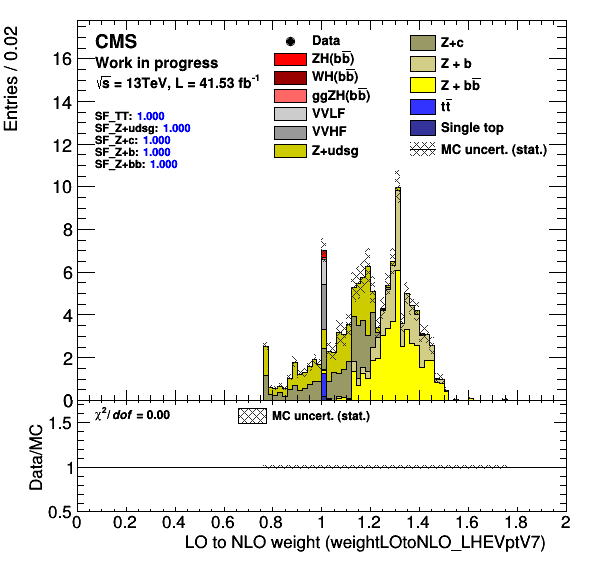 Entries / 0.02
CMS
Work in progress
√s = 13TeV, L = 41.53 fb⁻¹
SF_TT: 1.000
SF_Z+udsg: 1.000
SF_Z+c: 1.000
SF_Z+b: 1.000
SF_Z+bb: 1.000
Data
ZH(bb̅)
WH(bb̅)
ggZH(bb̅)
VVLF
VVHF
Z+udsg
Z+c
Z + b
Z + bb̅
tt̅
Single top
MC uncert. (stat.)
16
14
12
10
8
6
4
2
0
Data/MC
χ²/dof = 0.00
MC uncert. (stat.)
1.5
1
0.5
0 0.2 0.4 0.6 0.8 1 1.2 1.4 1.6 1.8 2
LO to NLO weight (weightLOtoNLO_LHEVptV7)